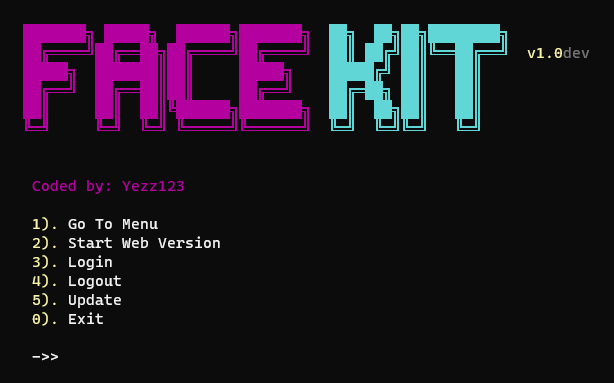 FACE KIT v1.0dev
Coded by: Yezz123
1). Go To Menu
2). Start Web Version
3). Login
4). Logout
5). Update
0). Exit
->>